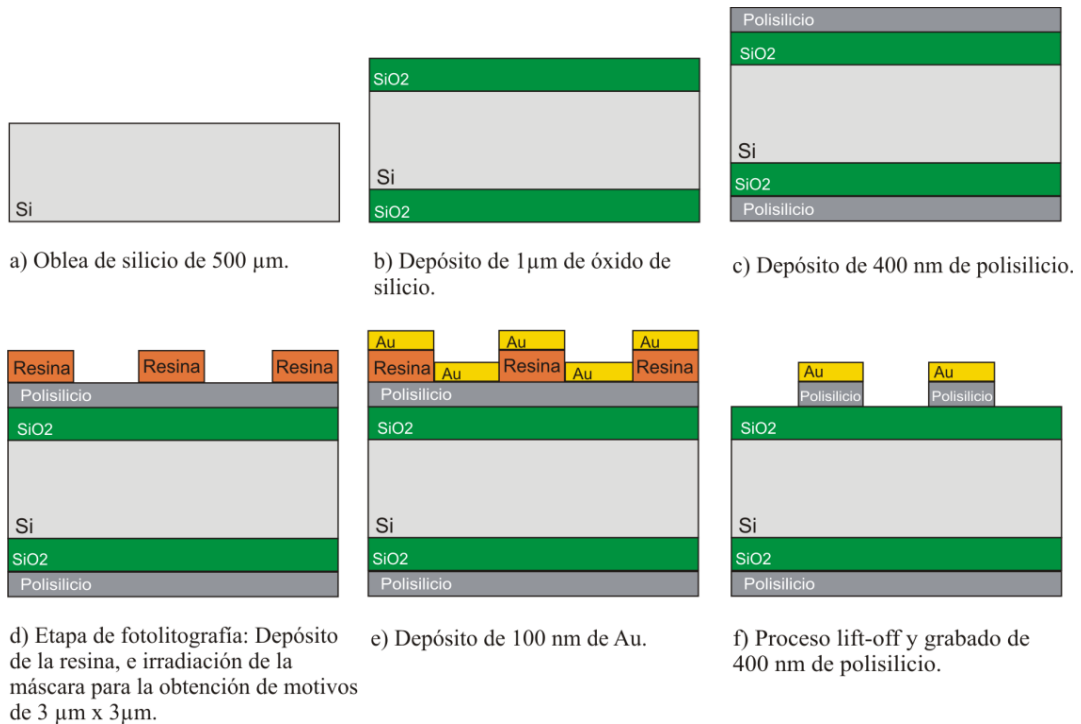 Si
a) Oblea de silicio de 500 µm.
SiO2
Si
SiO2
b) Depósito de 1µm de óxido de
silicio.
Polisilicio
SiO2
Si
SiO2
Polisilicio
c) Depósito de 400 nm de polisilicio.
Resina Resina Resina
Polisilicio
SiO2
Si
SiO2
Polisilicio
d) Etapa de fotolitografía: Depósito
de la resina, e irradiación de la
máscara para la obtención de motivos
de 3 µm x 3µm.
Au Au Au
Resina Au Resina Au Resina
Polisilicio
SiO2
Si
SiO2
Polisilicio
e) Depósito de 100 nm de Au.
Au Au
Polisilicio Polisilicio
SiO2
Si
SiO2
Polisilicio
f) Proceso lift-off y grabado de
400 nm de polisilicio.